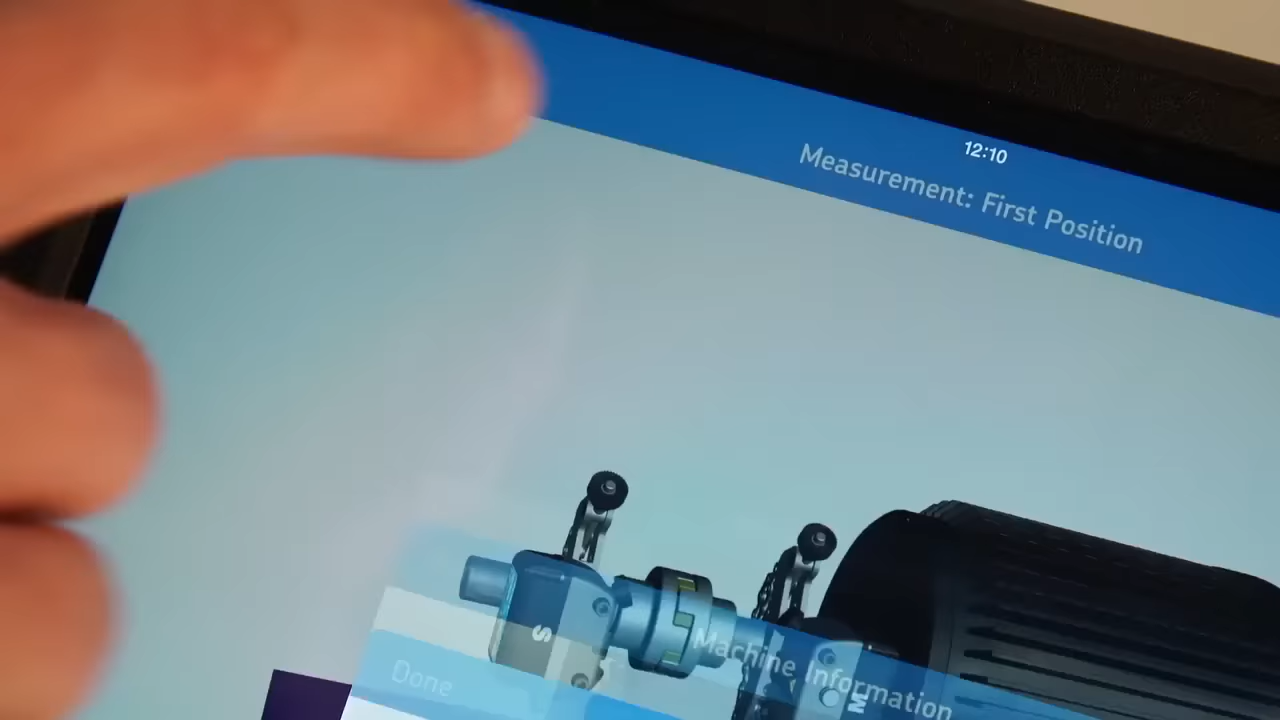 12:10
Measurement: First Position
S
Machine Information
M
Done